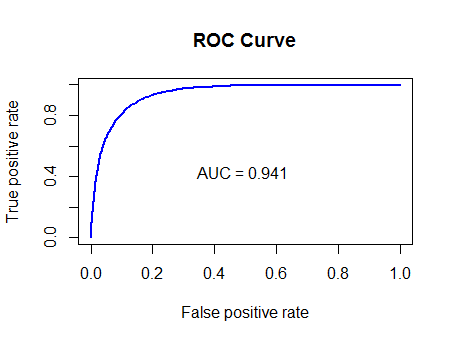 ROC Curve
True positive rate
0.8
0.4
0.0
AUC = 0.941
0.0 0.2 0.4 0.6 0.8 1.0
False positive rate